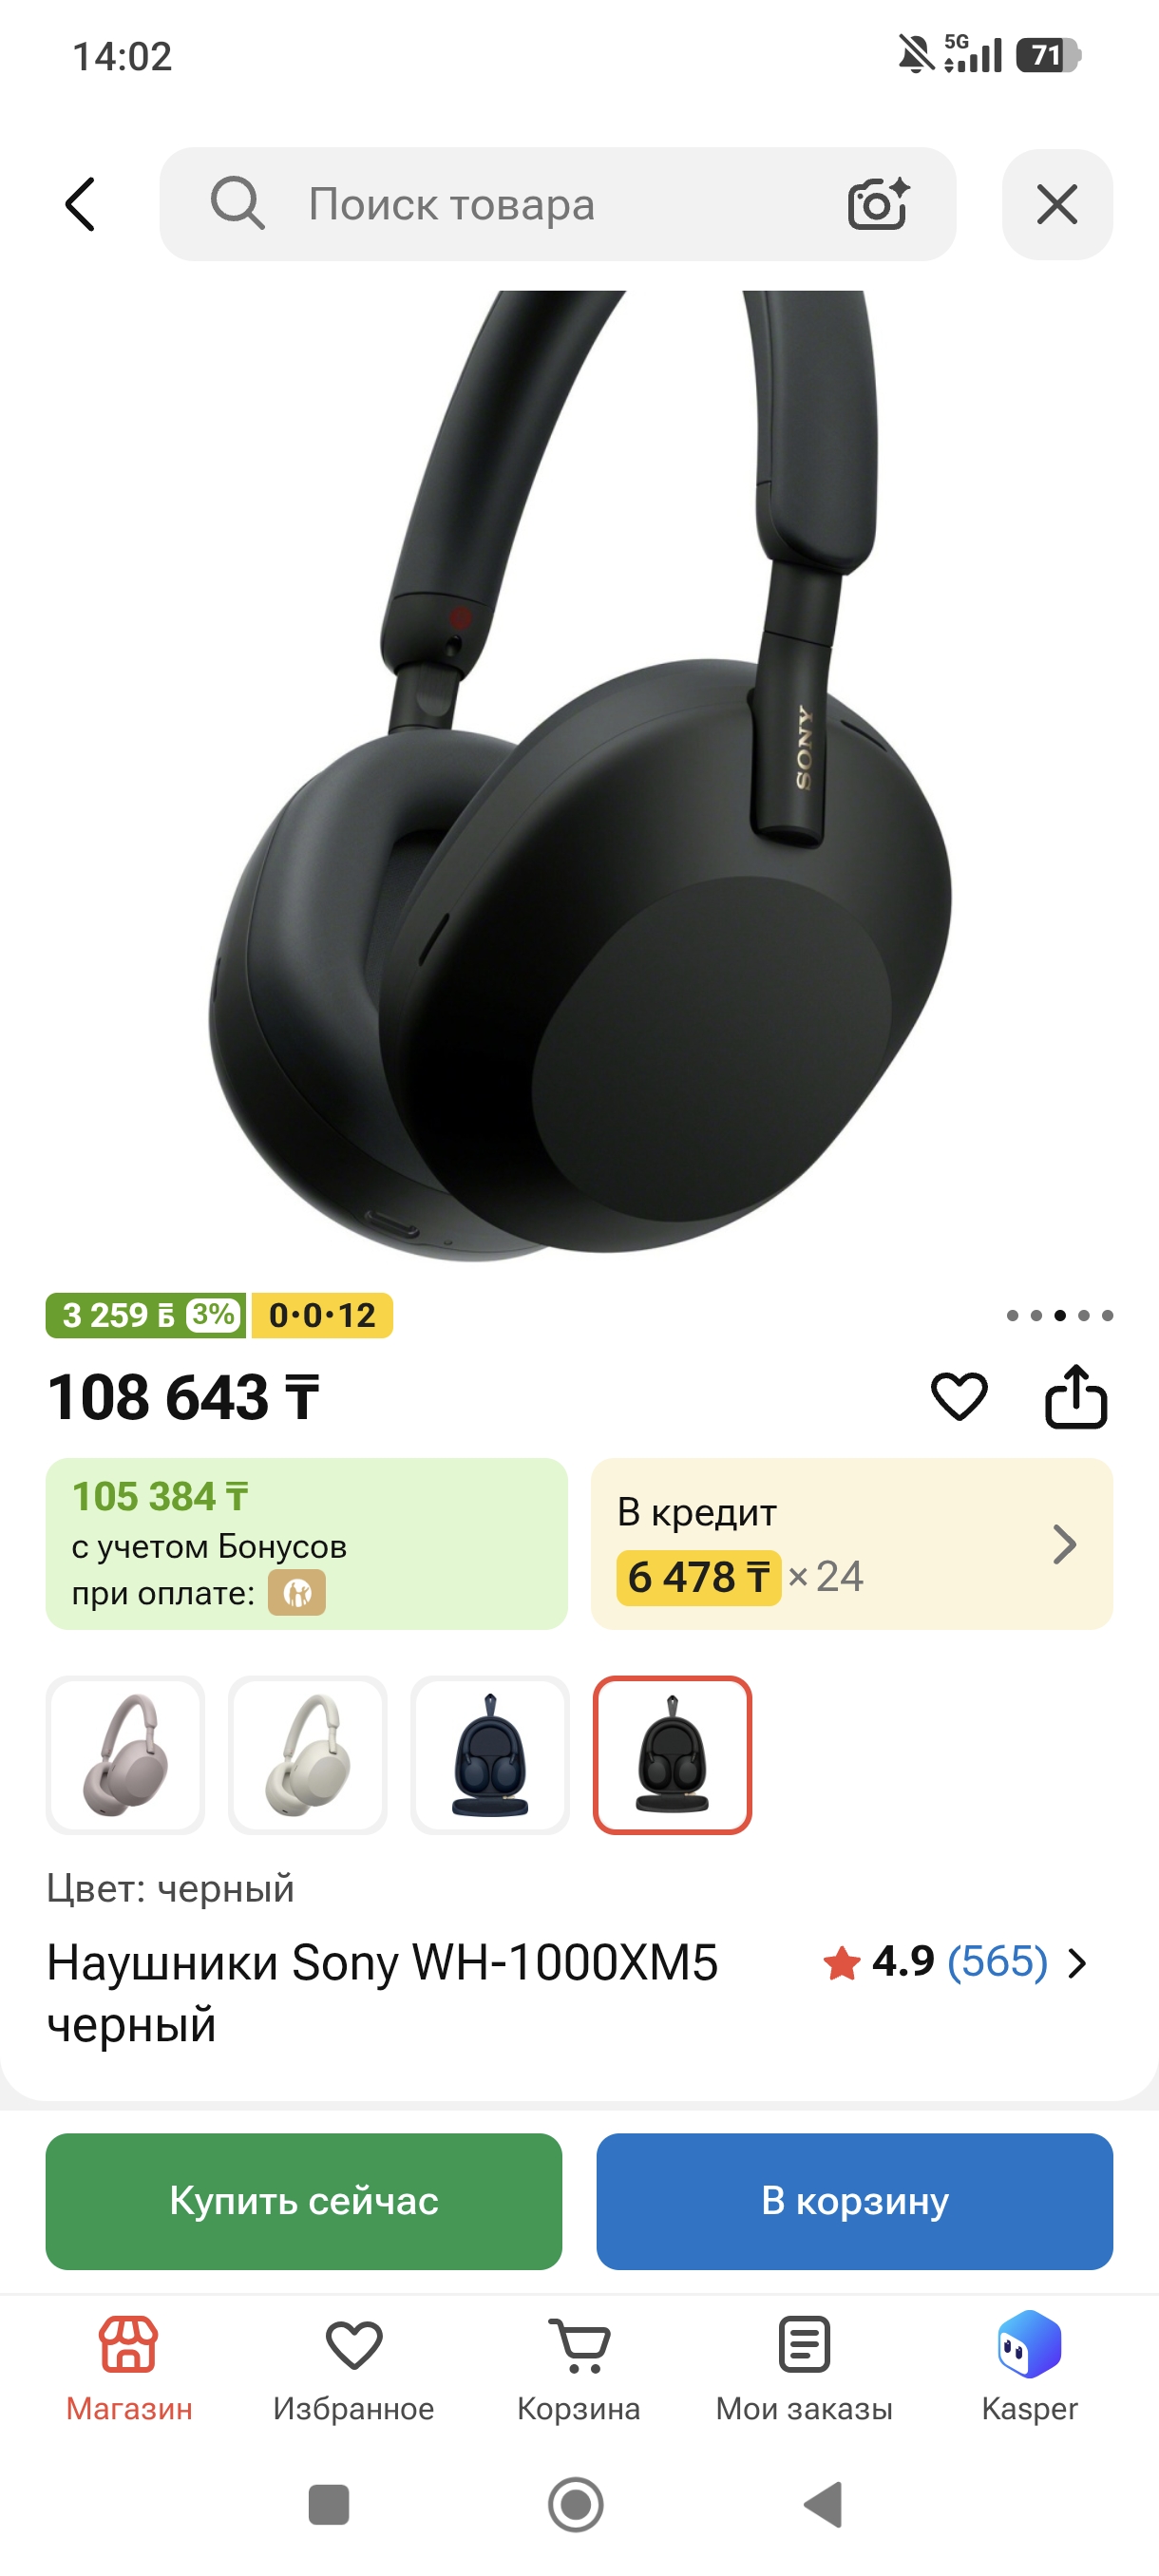 14:02
5G
71
Поиск товара
SONY
3 259 Б 3% 0·0·12
108 643 ₸
105 384 ₸
с учетом Бонусов
при оплате:
В кредит
6 478 ₸ × 24
Цвет: черный
Наушники Sony WH-1000XM5
черный
4.9 (565)
Купить сейчас
В корзину
Магазин
Избранное
Корзина
Мои заказы
Kasper